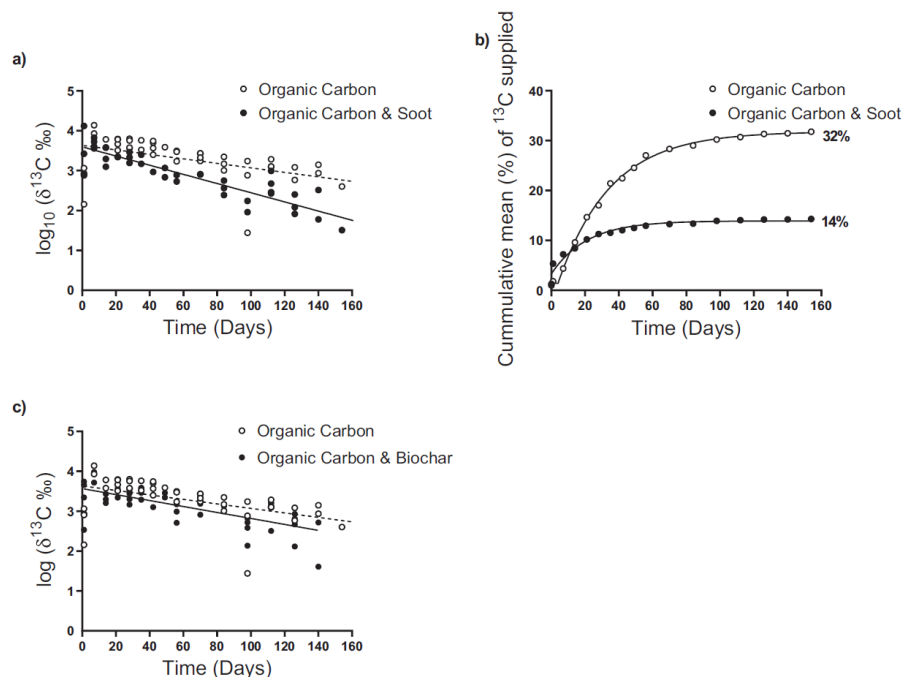 a)
Organic Carbon
Organic Carbon & Soot
5
4
3
2
1
0
log10 (δ13C ‰)
0 20 40 60 80 100 120 140 160
Time (Days)
b)
Organic Carbon
Organic Carbon & Soot
40
30
20
10
0
32%
14%
Cummulative mean (%) of 13C supplied
0 20 40 60 80 100 120 140 160
Time (Days)
c)
Organic Carbon
Organic Carbon & Biochar
5
4
3
2
1
0
log (δ13C ‰)
0 20 40 60 80 100 120 140 160
Time (Days)